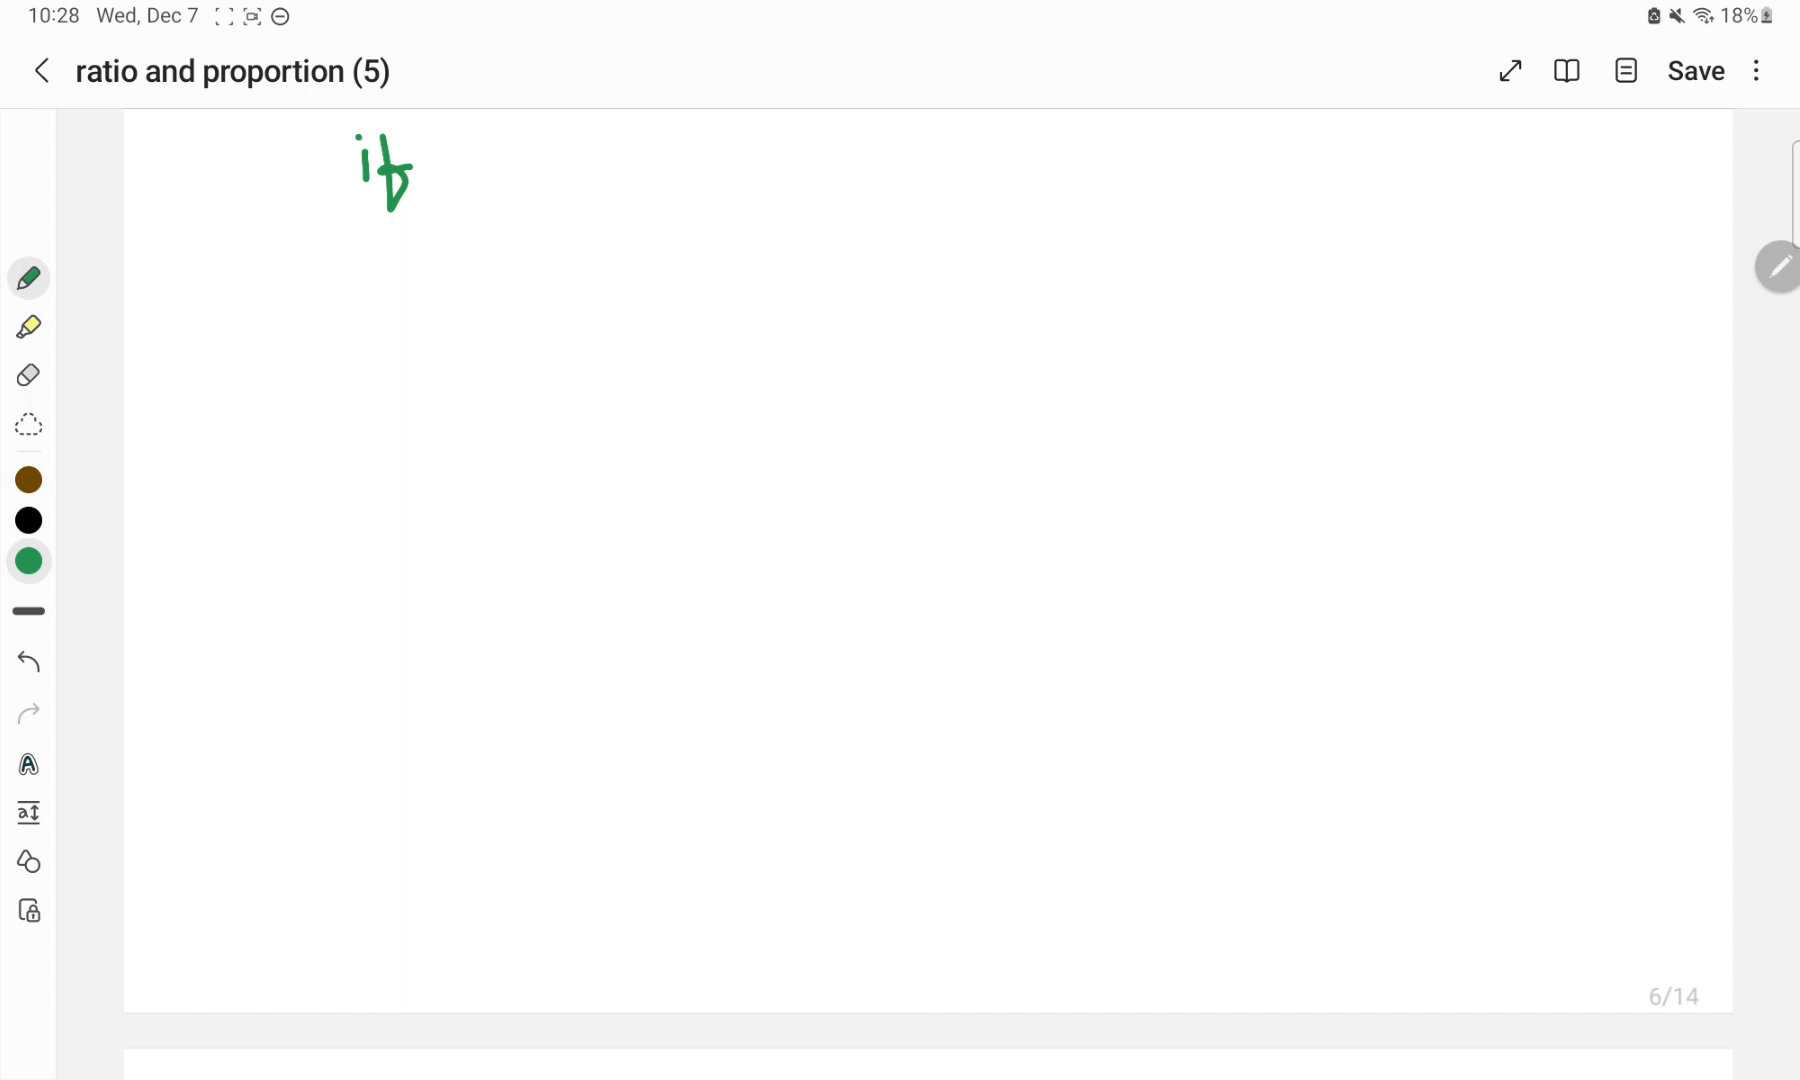 10:28 Wed, Dec 7 18%
ratio and proportion (5) Save
if
A
a
6/14